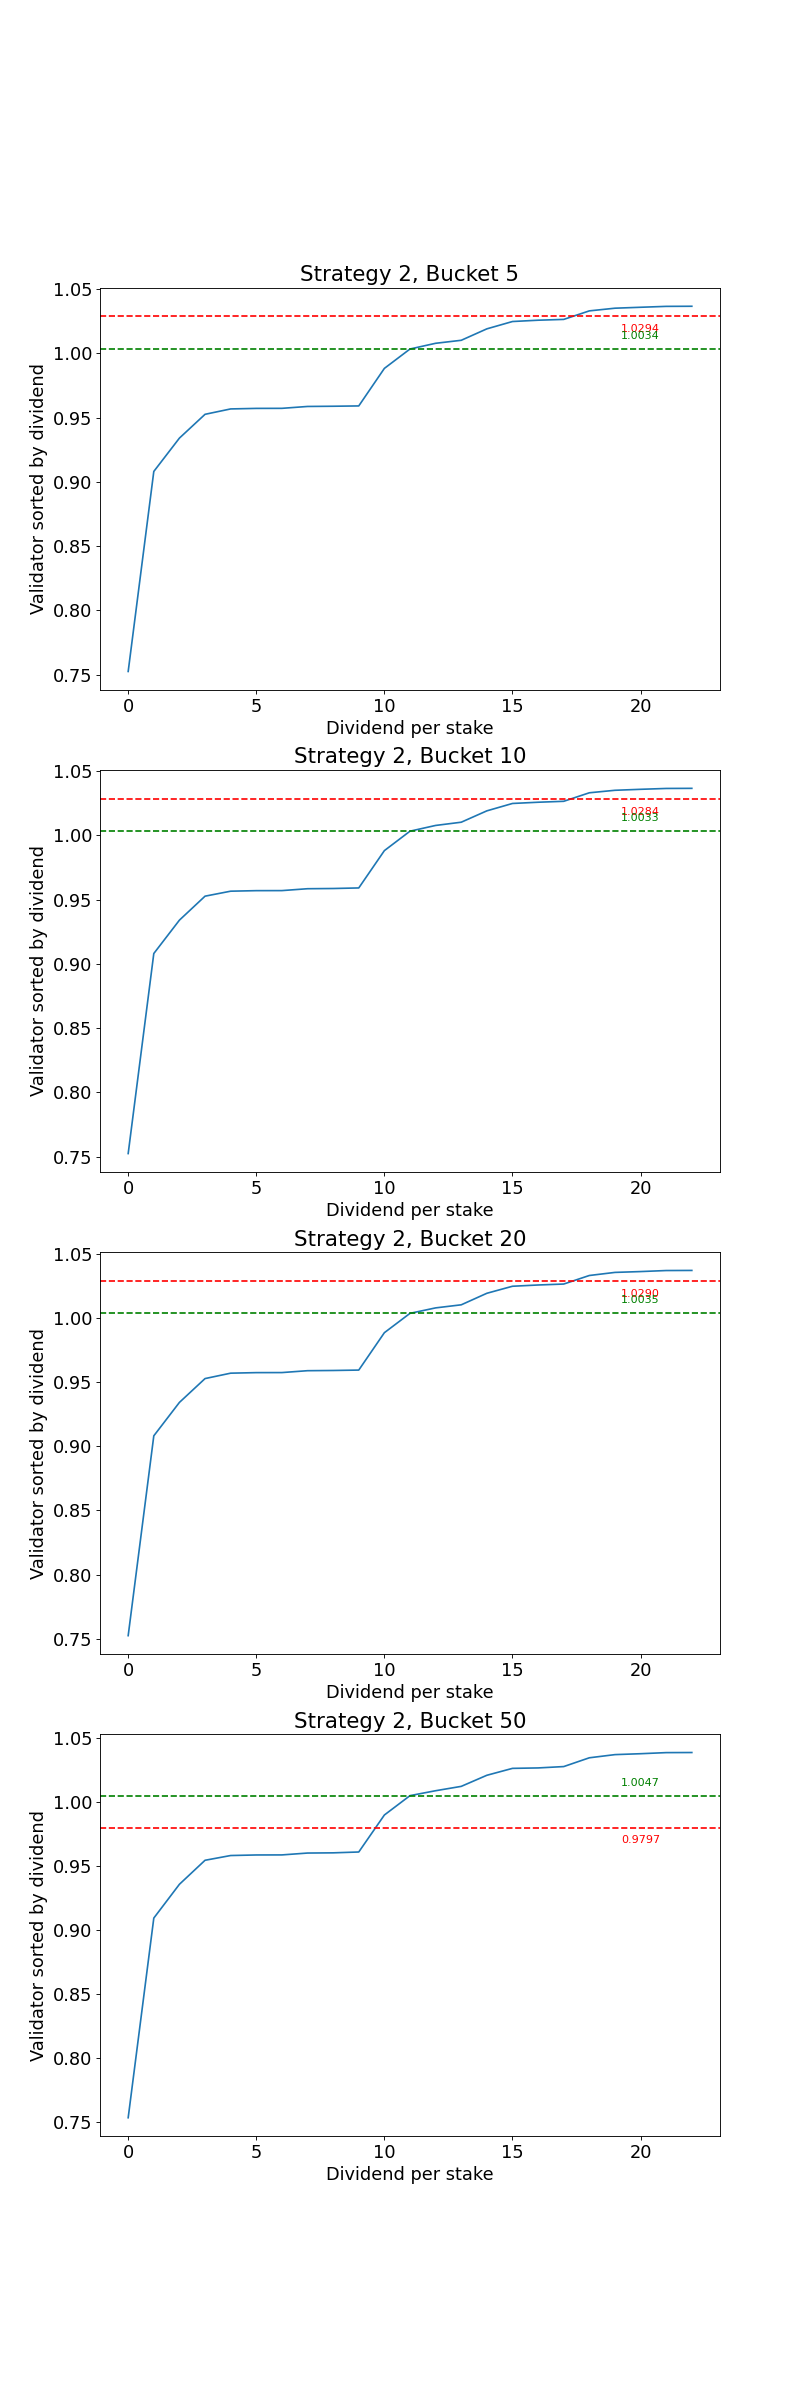 Strategy 2, Bucket 5
1.05
1.00
0.95
0.90
0.85
0.80
0.75
Validator sorted by dividend
1.0294
1.0034
0 5 10 15 20
Dividend per stake
Strategy 2, Bucket 10
1.05
1.00
0.95
0.90
0.85
0.80
0.75
Validator sorted by dividend
1.0284
1.0033
0 5 10 15 20
Dividend per stake
Strategy 2, Bucket 20
1.05
1.00
0.95
0.90
0.85
0.80
0.75
Validator sorted by dividend
1.0290
1.0035
0 5 10 15 20
Dividend per stake
Strategy 2, Bucket 50
1.05
1.00
0.95
0.90
0.85
0.80
0.75
Validator sorted by dividend
1.0047
0.9797
0 5 10 15 20
Dividend per stake